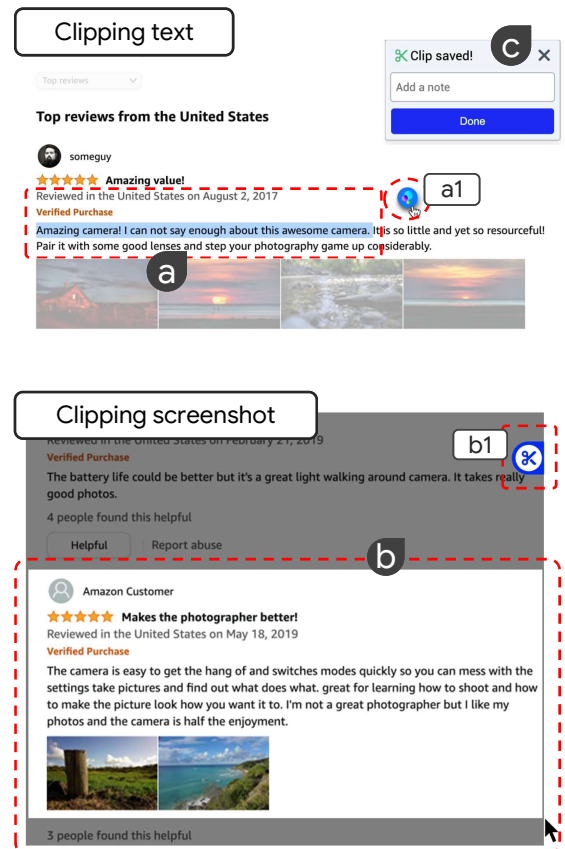 Clipping text
Clip saved!
C
Add a note
Done
Top reviews
Top reviews from the United States
someguy
Amazing value!
a1
Reviewed in the United States on August 2, 2017
Verified Purchase
Amazing camera! I can not say enough about this awesome camera. It is so little and yet so resourceful!
Pair it with some good lenses and step your photography game up considerably.
a
Clipping screenshot
Reviewed in the United States on February 21, 2019
b1
Verified Purchase
The battery life could be better but it's a great light walking around camera. It takes really
good photos.
4 people found this helpful
Helpful
Report abuse
b
Amazon Customer
Makes the photographer better!
Reviewed in the United States on May 18, 2019
Verified Purchase
The camera is easy to get the hang of and switches modes quickly so you can mess with the
settings take pictures and find out what does what. great for learning how to shoot and how
to make the picture look how you want it to. I'm not a great photographer but I like my
photos and the camera is half the enjoyment.
3 people found this helpful